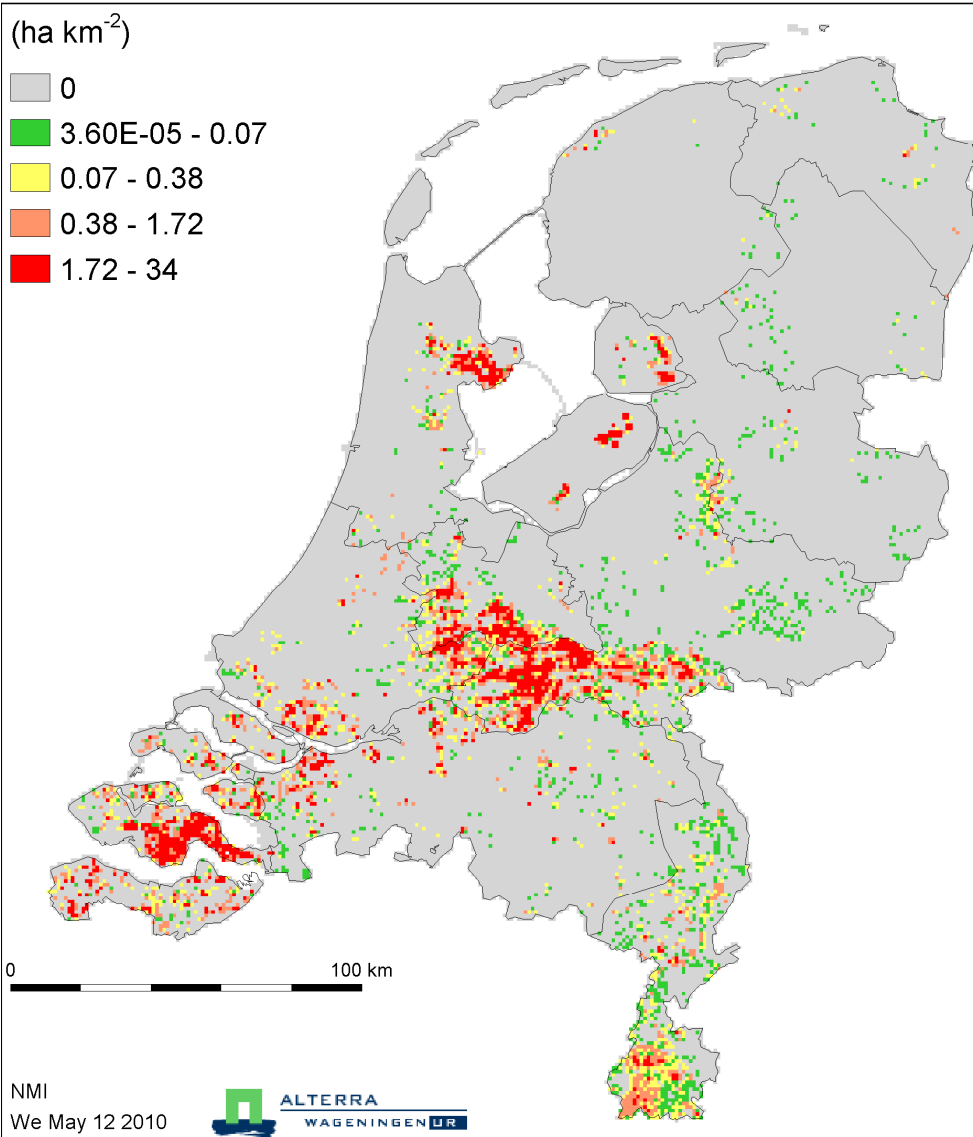 (ha km-2)
0
3.60E-05 - 0.07
0.07 - 0.38
0.38 - 1.72
1.72 - 34
0 100 km
NMI
We May 12 2010
ALTERRA
WAGENINGEN UR